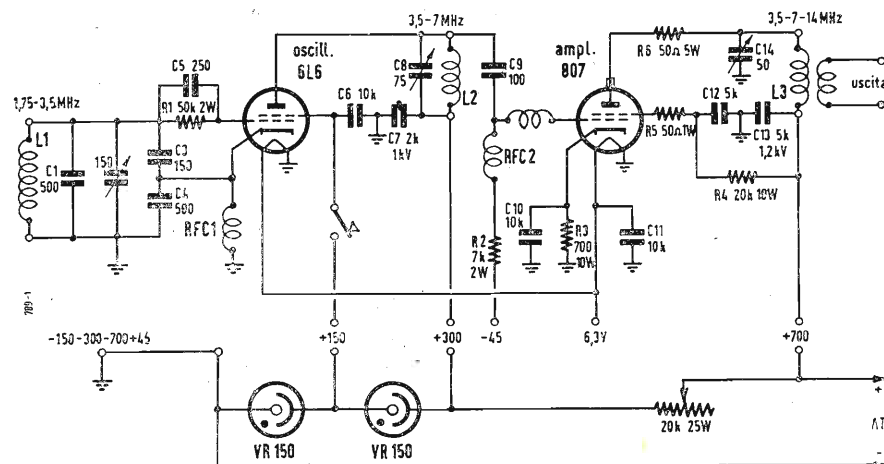 3,5-7MHz
3,5-7-14MHz
oscill.
6L6
ampl.
807
C5 250
R1 50k 2W
1,75-3,5MHz
L1
C1
500
150
C3
150
C4
500
RFC1
C6 10k
C7 2k
1kV
C8
75
L2
C9
100
RFC2
R6 50Ω 5W
C14
50
C12 5k
L3
uscita
R5 50Ω1W
C13 5k
1,2kV
R4 20k 10W
C10
10k
R3
700
10W
C11
10k
R2
7k
2W
A
789-1
-150-300-700+45
+150
+300
-45
6,3V
+700
VR 150
VR 150
20k 25W
+
-